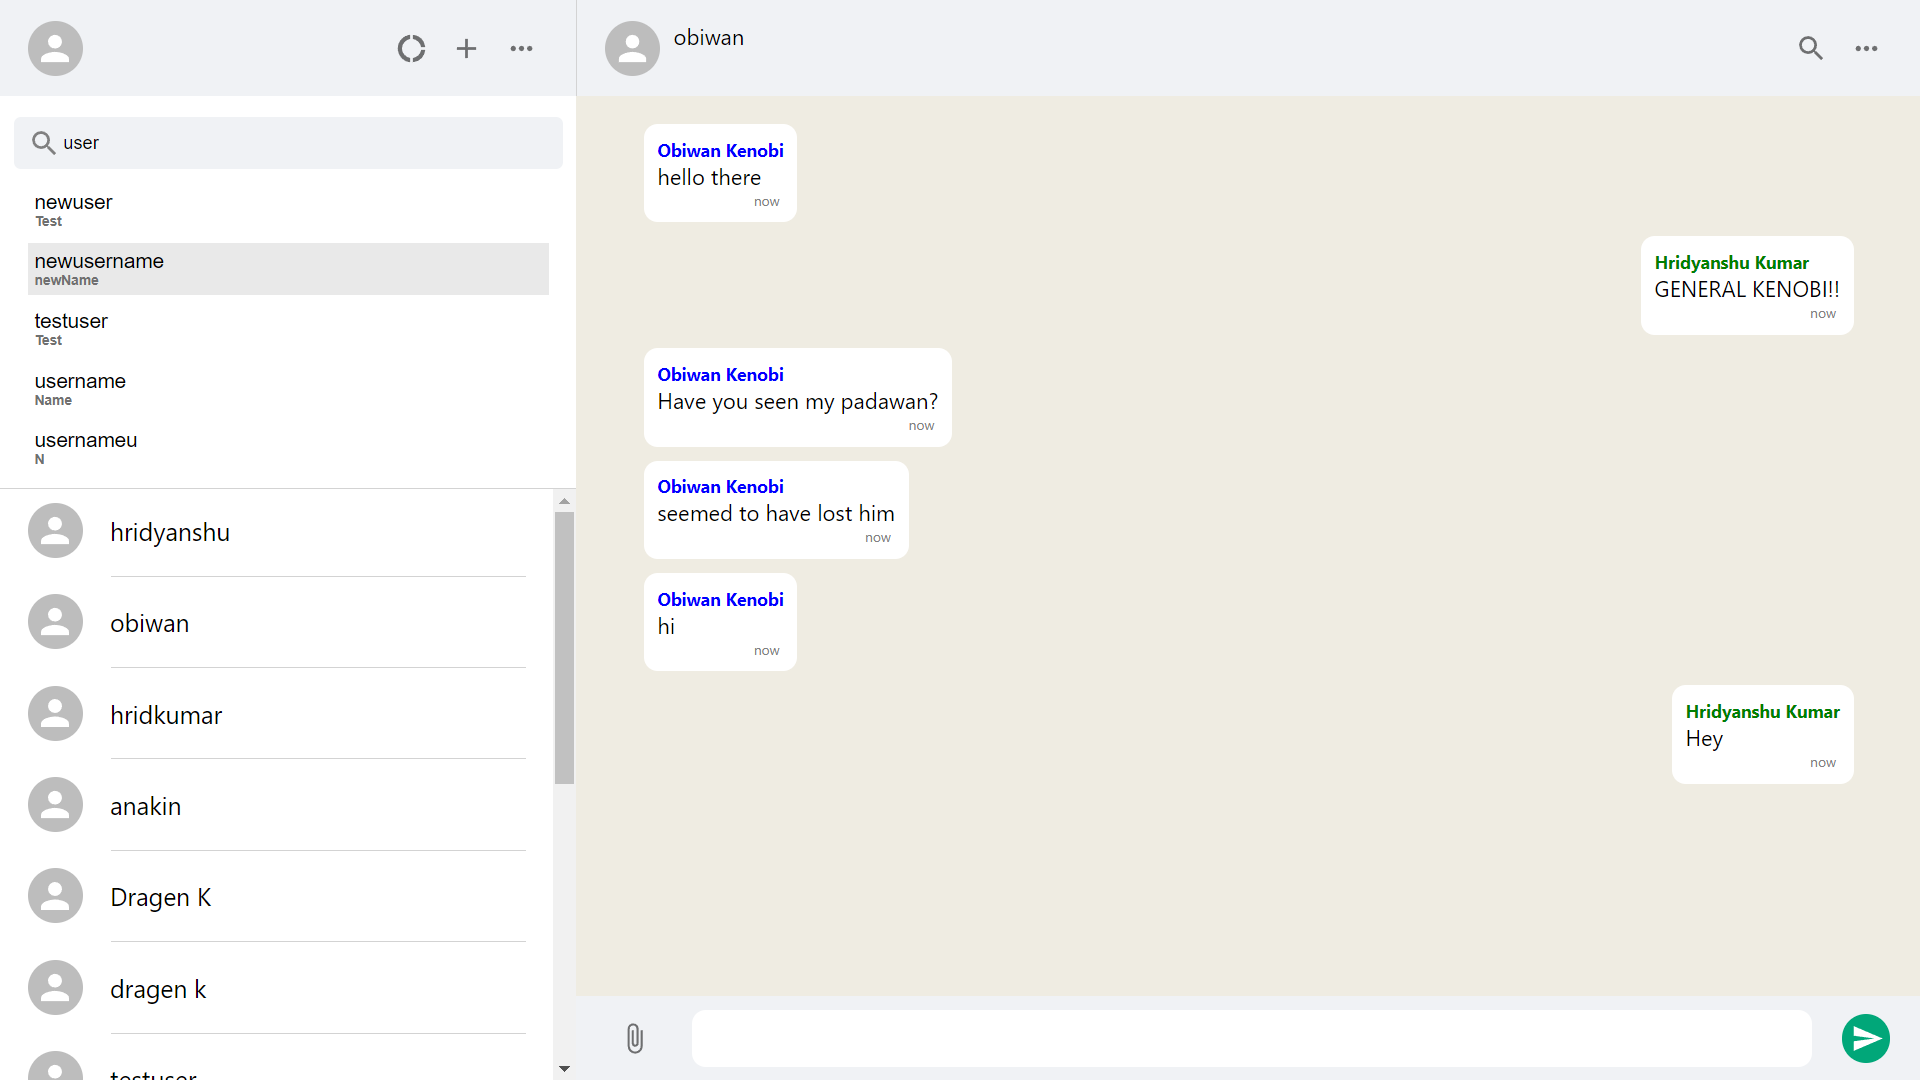 user
newuser
Test
newusername
newName
testuser
Test
username
Name
usernameu
N
hridyanshu
obiwan
hridkumar
anakin
Dragen K
dragen k
testuser
obiwan
Obiwan Kenobi
hello there
now
Hridyanshu Kumar
GENERAL KENOBI!!
now
Obiwan Kenobi
Have you seen my padawan?
now
Obiwan Kenobi
seemed to have lost him
now
Obiwan Kenobi
hi
now
Hridyanshu Kumar
Hey
now